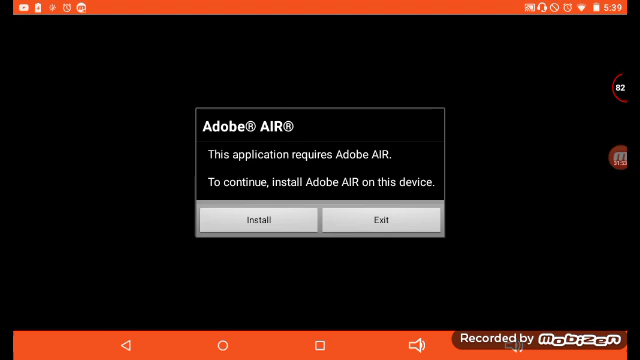 5:39
82
Adobe® AIR®
This application requires Adobe AIR.
To continue, install Adobe AIR on this device.
Install Exit
Recorded by MOBIZEN